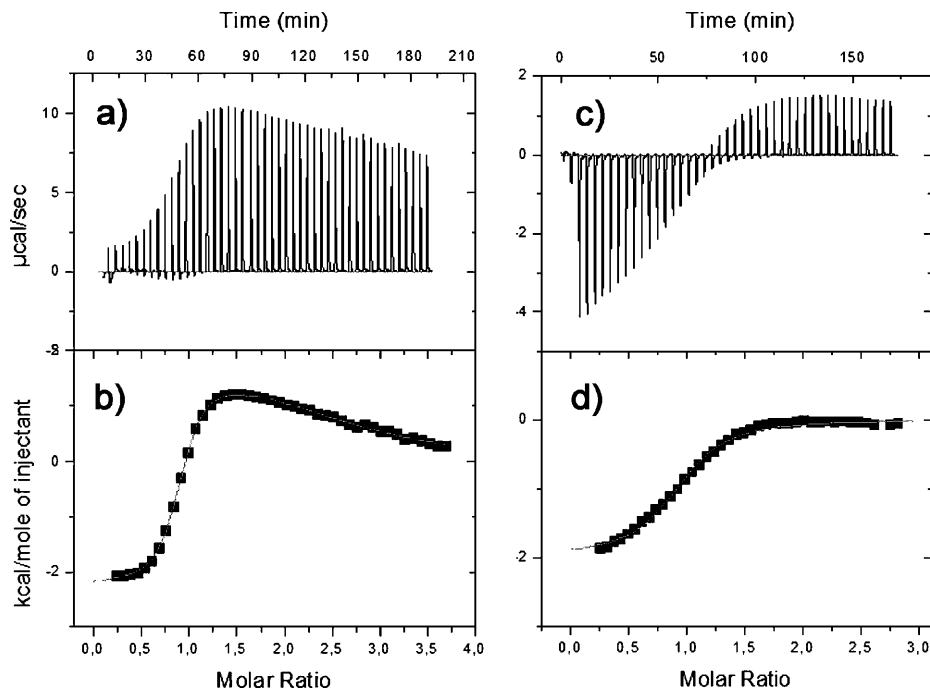 Time (min)
0 30 60 90 120 150 180 210
a)
µcal/sec
10
5
0
b)
kcal/mole of injectant
0
-2
0,0 0,5 1,0 1,5 2,0 2,5 3,0 3,5 4,0
Molar Ratio
Time (min)
0 50 100 150
c)
2
0
-2
-4
d)
0
-2
0,0 0,5 1,0 1,5 2,0 2,5 3,0
Molar Ratio